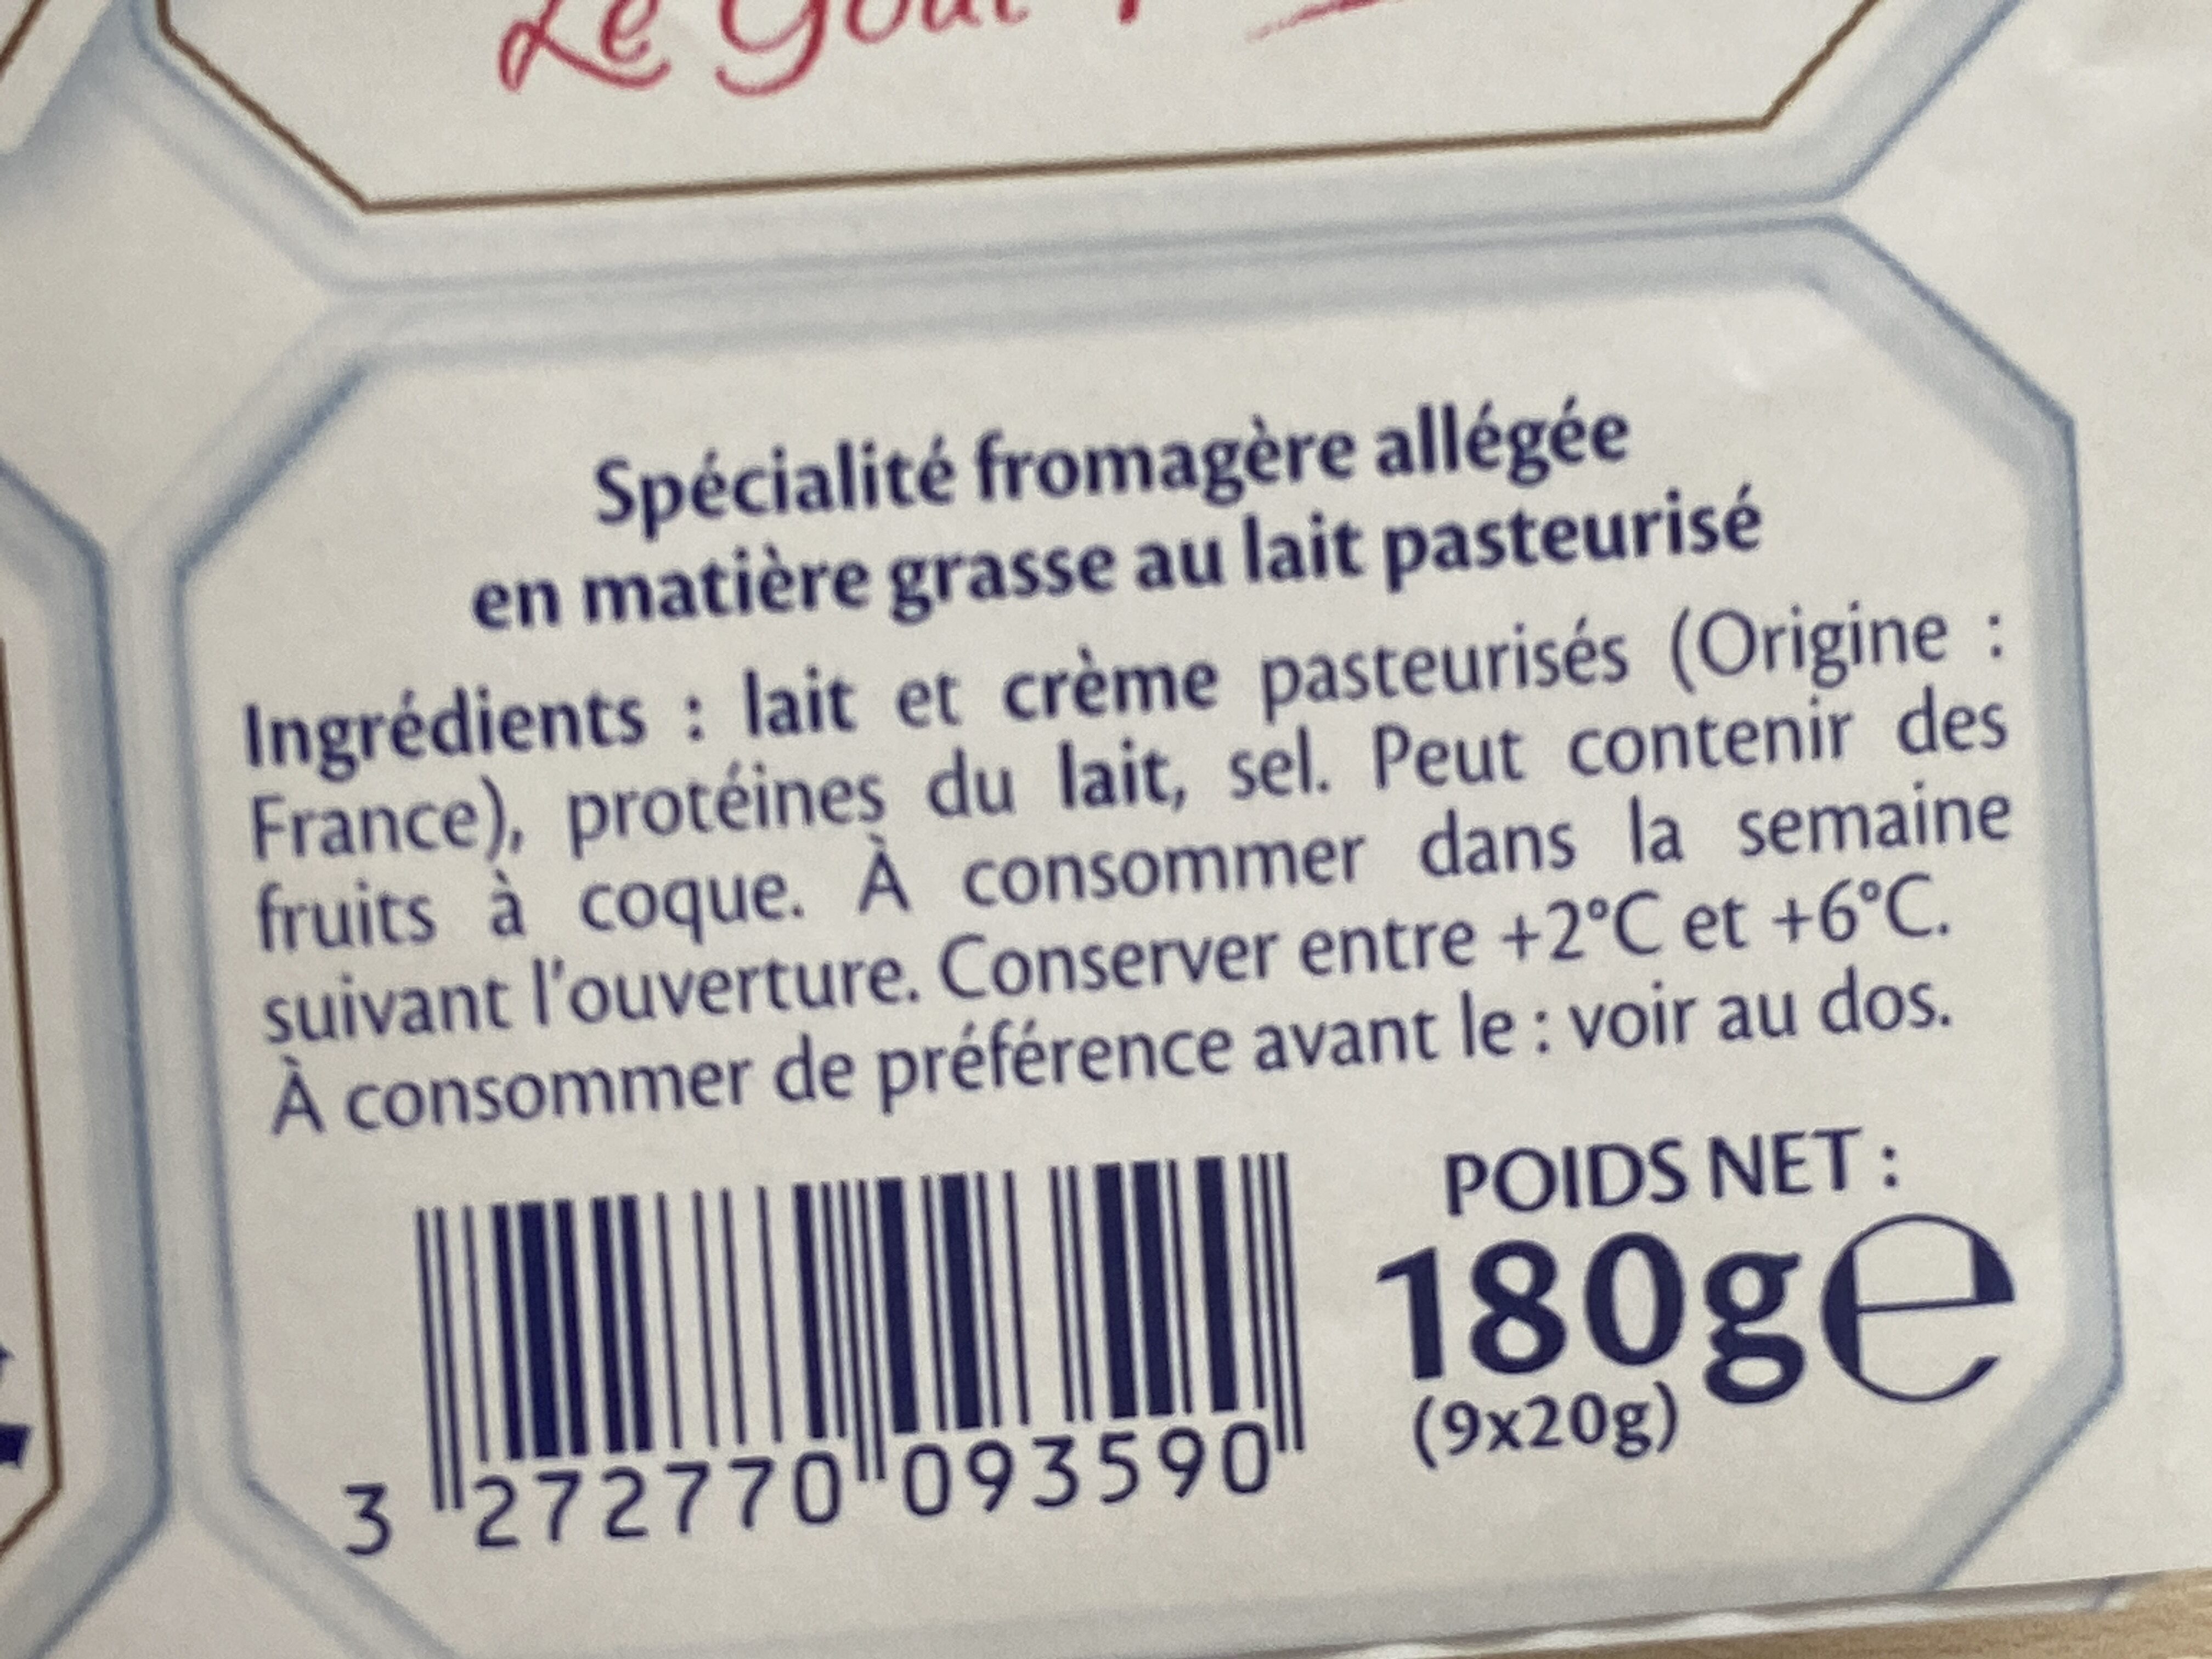 Le Goût
Spécialité fromagère allégée
en matière grasse au lait pasteurisé
Ingrédients : lait et crème pasteurisés (Origine :
France), protéines du lait, sel. Peut contenir des
fruits à coque. À consommer dans la semaine
suivant l'ouverture. Conserver entre +2°C et +6°C.
À consommer de préférence avant le : voir au dos.
POIDS NET :
180g℮
(9x20g)
3 272770 093590